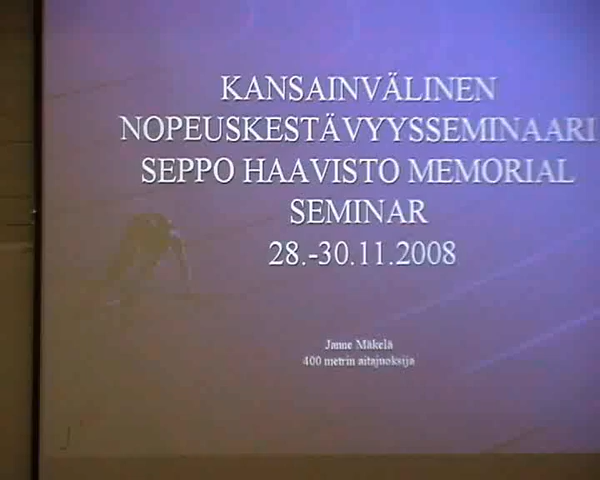 KANSAINVÄLINEN
NOPEUSKESTÄVYYSSEMINAARI
SEPPO HAAVISTO MEMORIAL
SEMINAR
28.-30.11.2008
Janne Mäkelä
400 metrin aitajuoksija